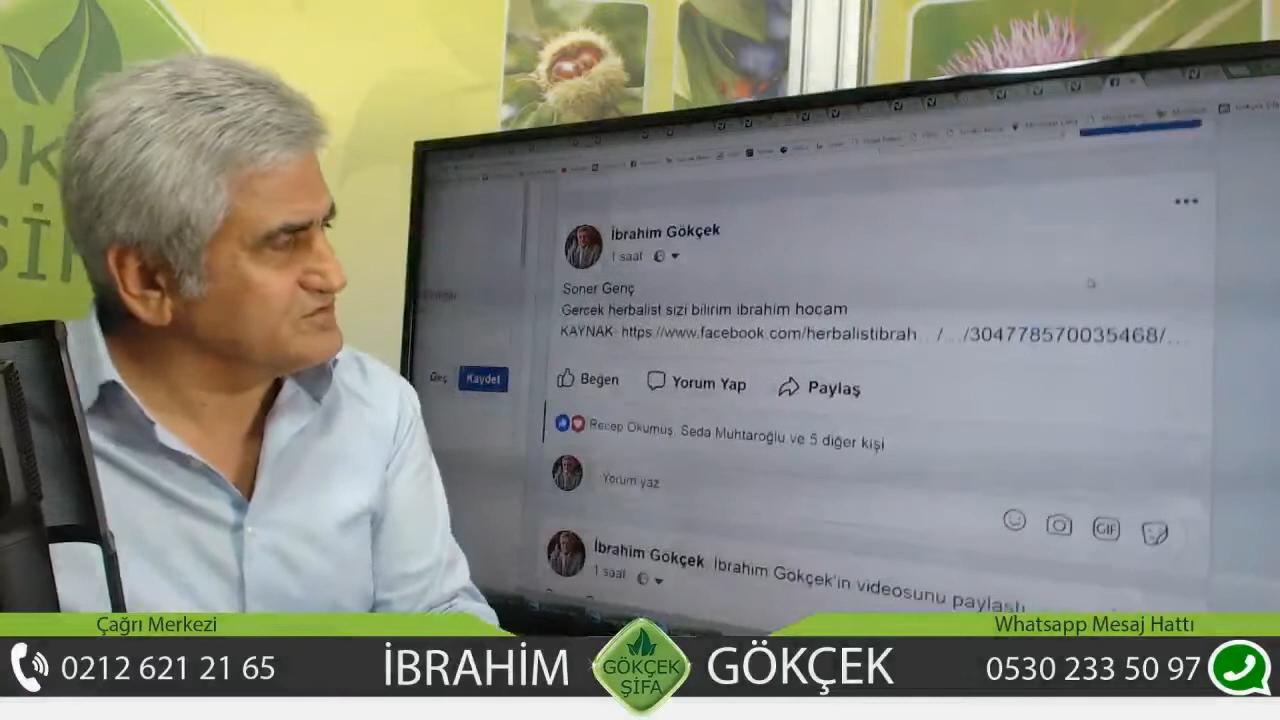 İbrahim Gökçek
1 saat
Soner Genç
Gercek herbalist sizi bilirim ibrahim hocam
KAYNAK https://www.facebook.com/herbalistibrah.../.../304778570035468/...
Geç Kaydet
Beğen Yorum Yap Paylaş
Recep Okumuş, Seda Muhtaroğlu ve 5 diğer kişi
Yorum yaz
GIF
İbrahim Gökçek İbrahim Gökçek'in videosunu paylaştı
1 saat
Çağrı Merkezi
Whatsapp Mesaj Hattı
0212 621 21 65
İBRAHİM
GÖKÇEK
ŞİFA
GÖKÇEK
0530 233 50 97